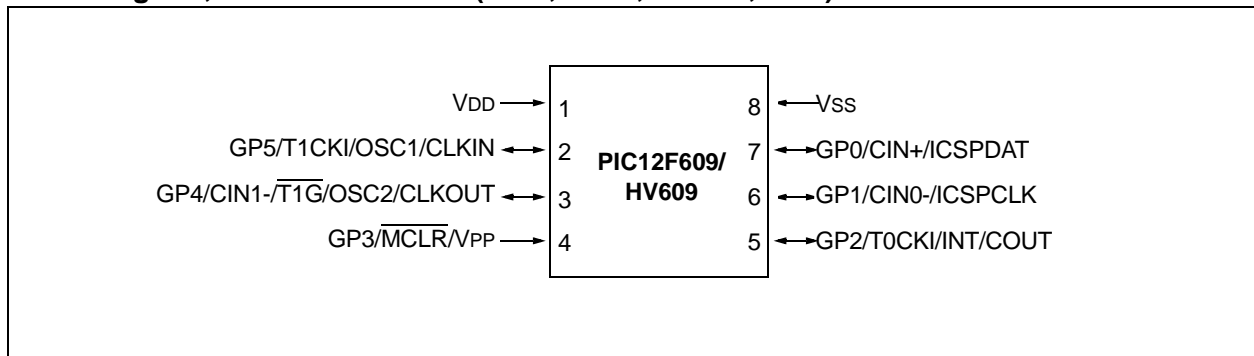 VDD 1 8 VSS
GP5/T1CKI/OSC1/CLKIN 2 PIC12F609/ 7 GP0/CIN+/ICSPDAT
GP4/CIN1-/T1G/OSC2/CLKOUT 3 HV609 6 GP1/CIN0-/ICSPCLK
GP3/MCLR/VPP 4 5 GP2/T0CKI/INT/COUT